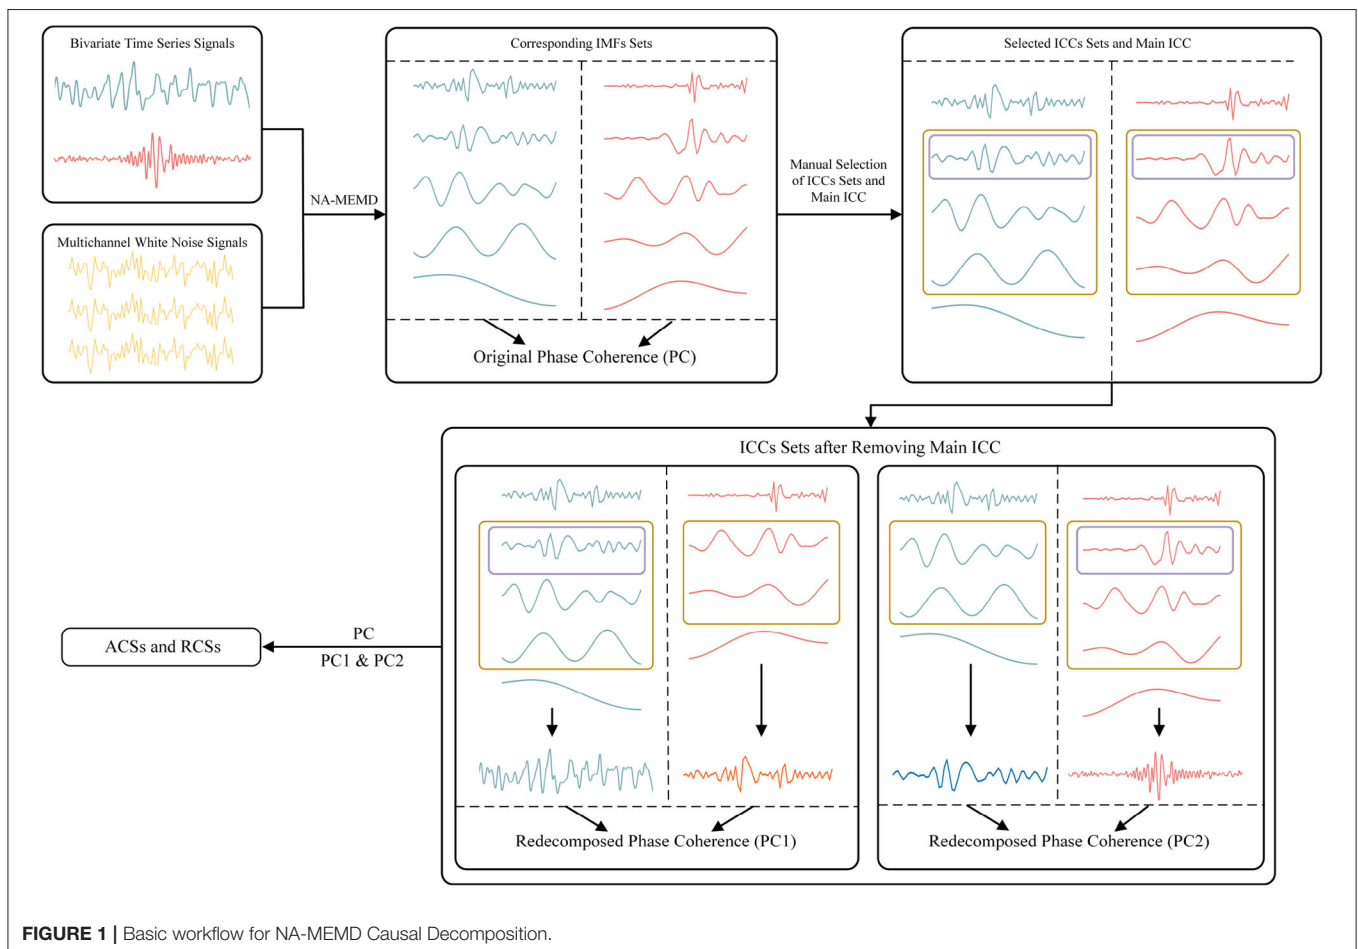 Bivariate Time Series Signals
Multichannel White Noise Signals
NA-MEMD
Corresponding IMFs Sets
Original Phase Coherence (PC)
Manual Selection
of ICCs Sets and
Main ICC
Selected ICCs Sets and Main ICC
ICCs Sets after Removing Main ICC
Redecomposed Phase Coherence (PC1)
Redecomposed Phase Coherence (PC2)
PC
PC1 & PC2
ACSs and RCSs
FIGURE 1 | Basic workflow for NA-MEMD Causal Decomposition.